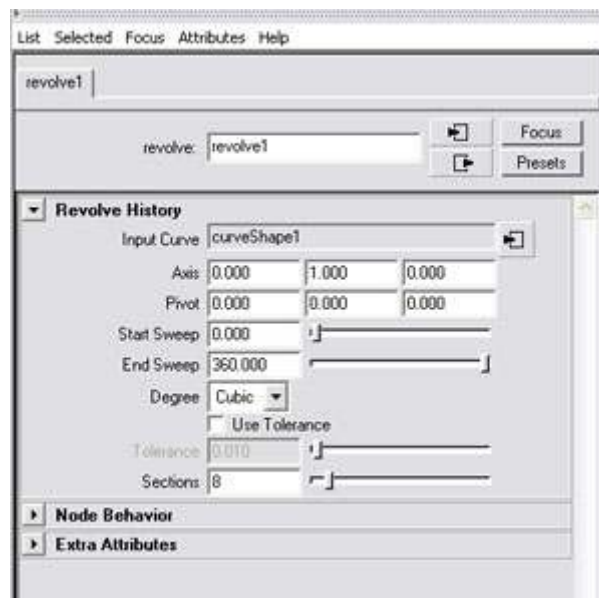 List Selected Focus Attributes Help
revolve1
revolve: revolve1
Focus
Presets
Revolve History
Input Curve curveShape1
Axis 0.000 1.000 0.000
Pivot 0.000 0.000 0.000
Start Sweep 0.000
End Sweep 360.000
Degree Cubic
Use Tolerance
Tolerance 0.010
Sections 8
Node Behavior
Extra Attributes